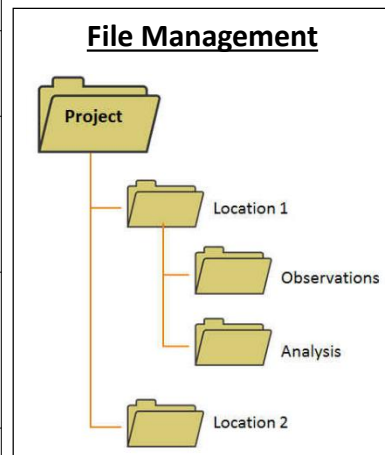 File Management
Project
Location 1
Observations
Analysis
Location 2